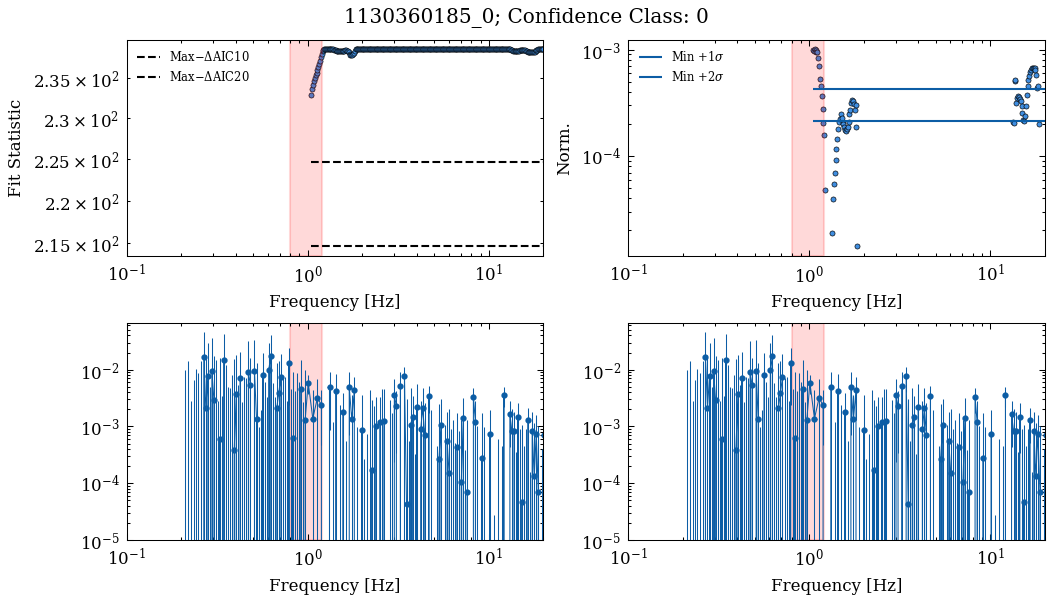 1130360185_0; Confidence Class: 0
Max−ΔAIC10
Max−ΔAIC20
2.35 × 10²
2.3 × 10²
2.25 × 10²
2.2 × 10²
2.15 × 10²
Fit Statistic
10⁻¹
10⁰
10¹
Frequency [Hz]
Min +1σ
Min +2σ
10⁻³
10⁻⁴
Norm.
10⁻¹
10⁰
10¹
Frequency [Hz]
10⁻²
10⁻³
10⁻⁴
10⁻⁵
10⁻¹
10⁰
10¹
Frequency [Hz]
10⁻²
10⁻³
10⁻⁴
10⁻⁵
10⁻¹
10⁰
10¹
Frequency [Hz]